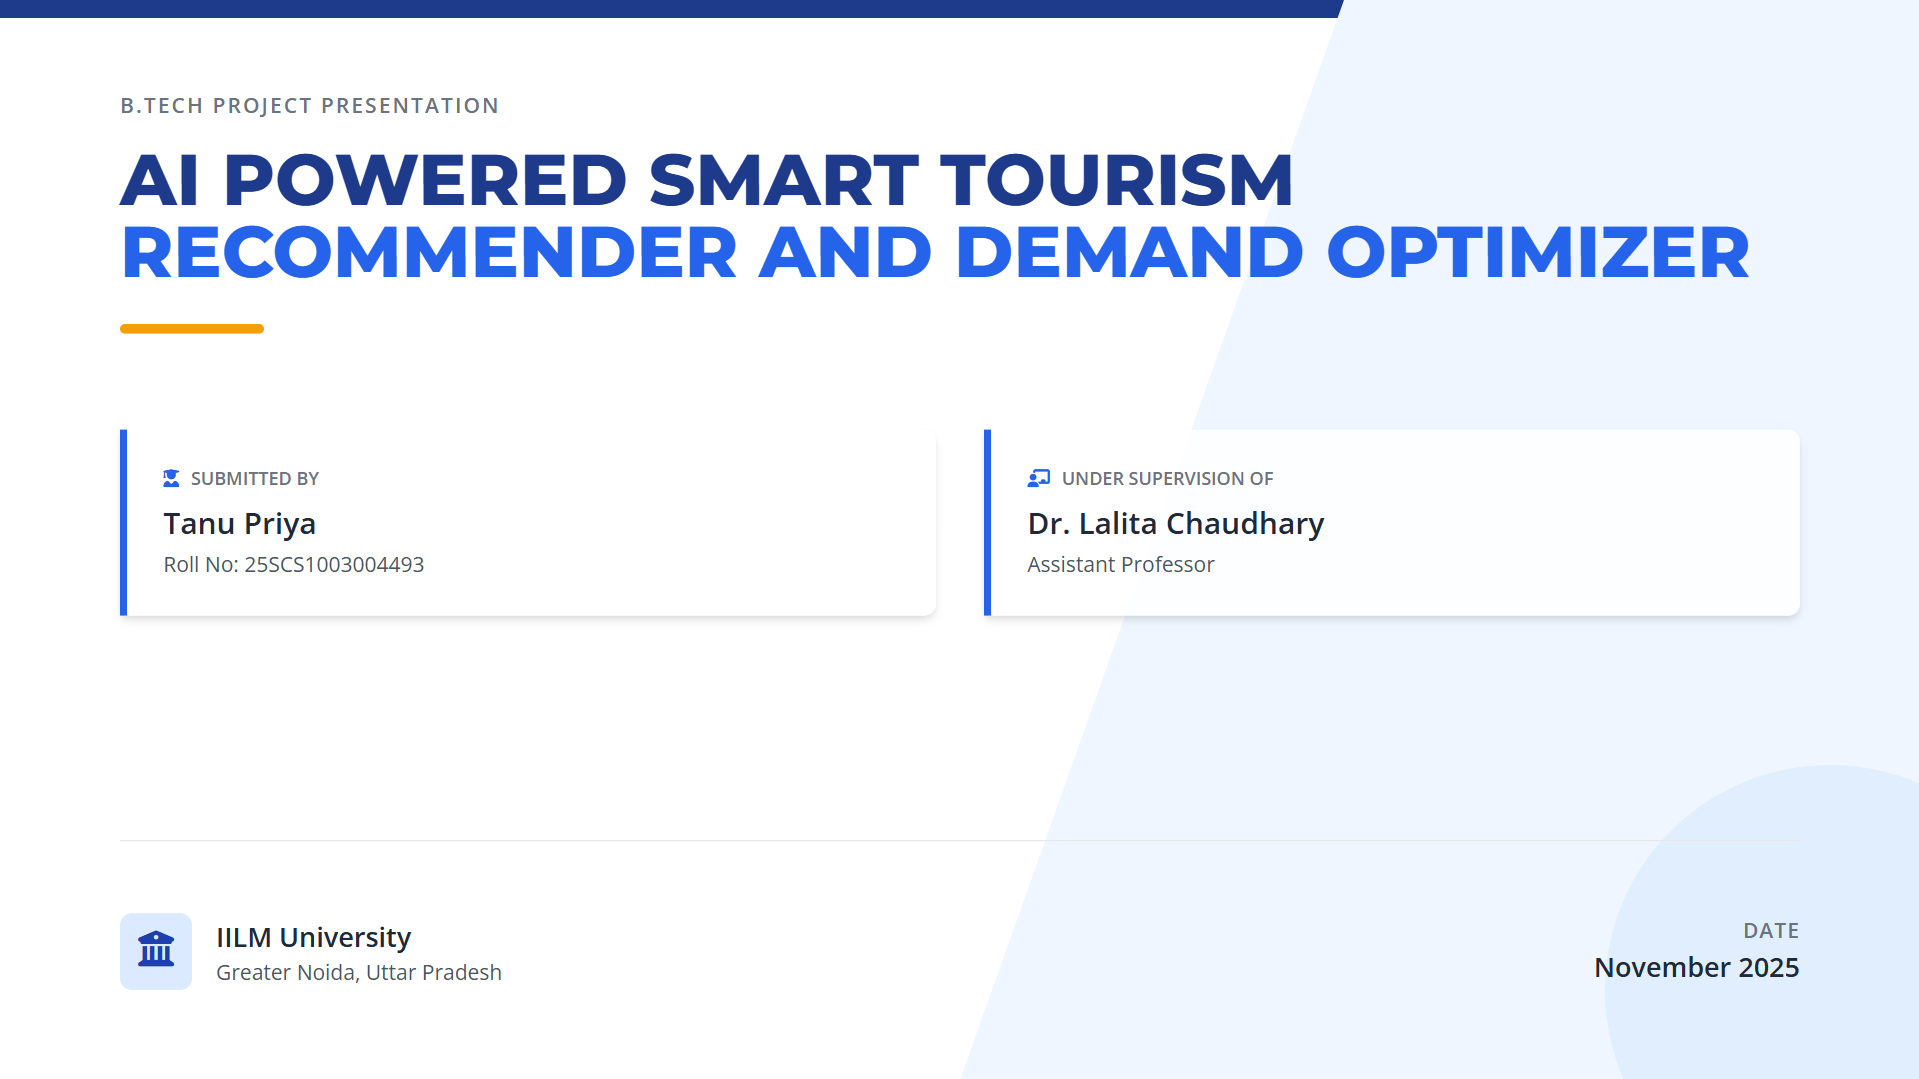 B.TECH PROJECT PRESENTATION
AI POWERED SMART TOURISM
RECOMMENDER AND DEMAND OPTIMIZER
SUBMITTED BY
Tanu Priya
Roll No: 25SCS1003004493
UNDER SUPERVISION OF
Dr. Lalita Chaudhary
Assistant Professor
IILM University
Greater Noida, Uttar Pradesh
DATE
November 2025